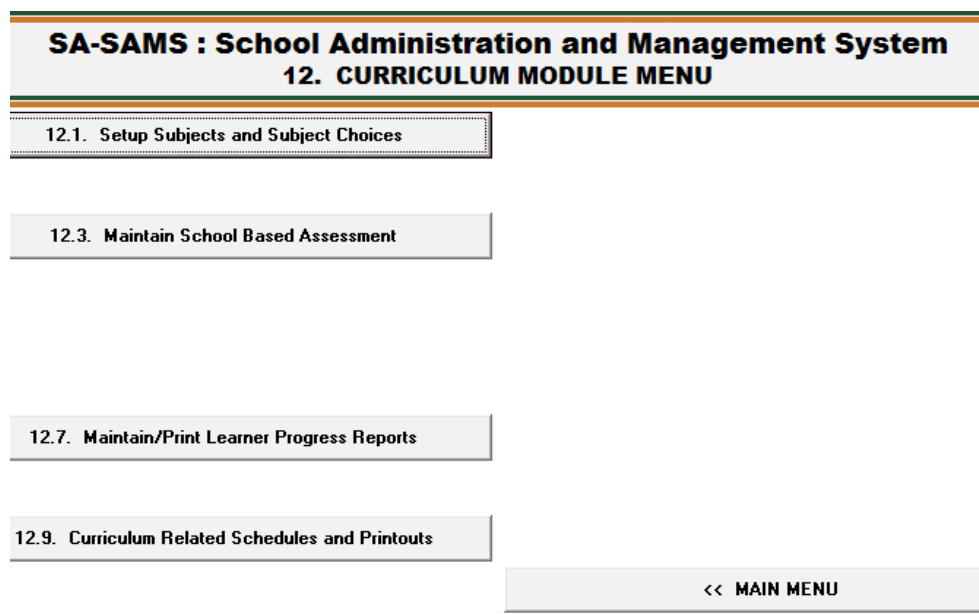 SA-SAMS : School Administration and Management System
12. CURRICULUM MODULE MENU
12.1. Setup Subjects and Subject Choices
12.3. Maintain School Based Assessment
12.7. Maintain/Print Learner Progress Reports
12.9. Curriculum Related Schedules and Printouts
<< MAIN MENU